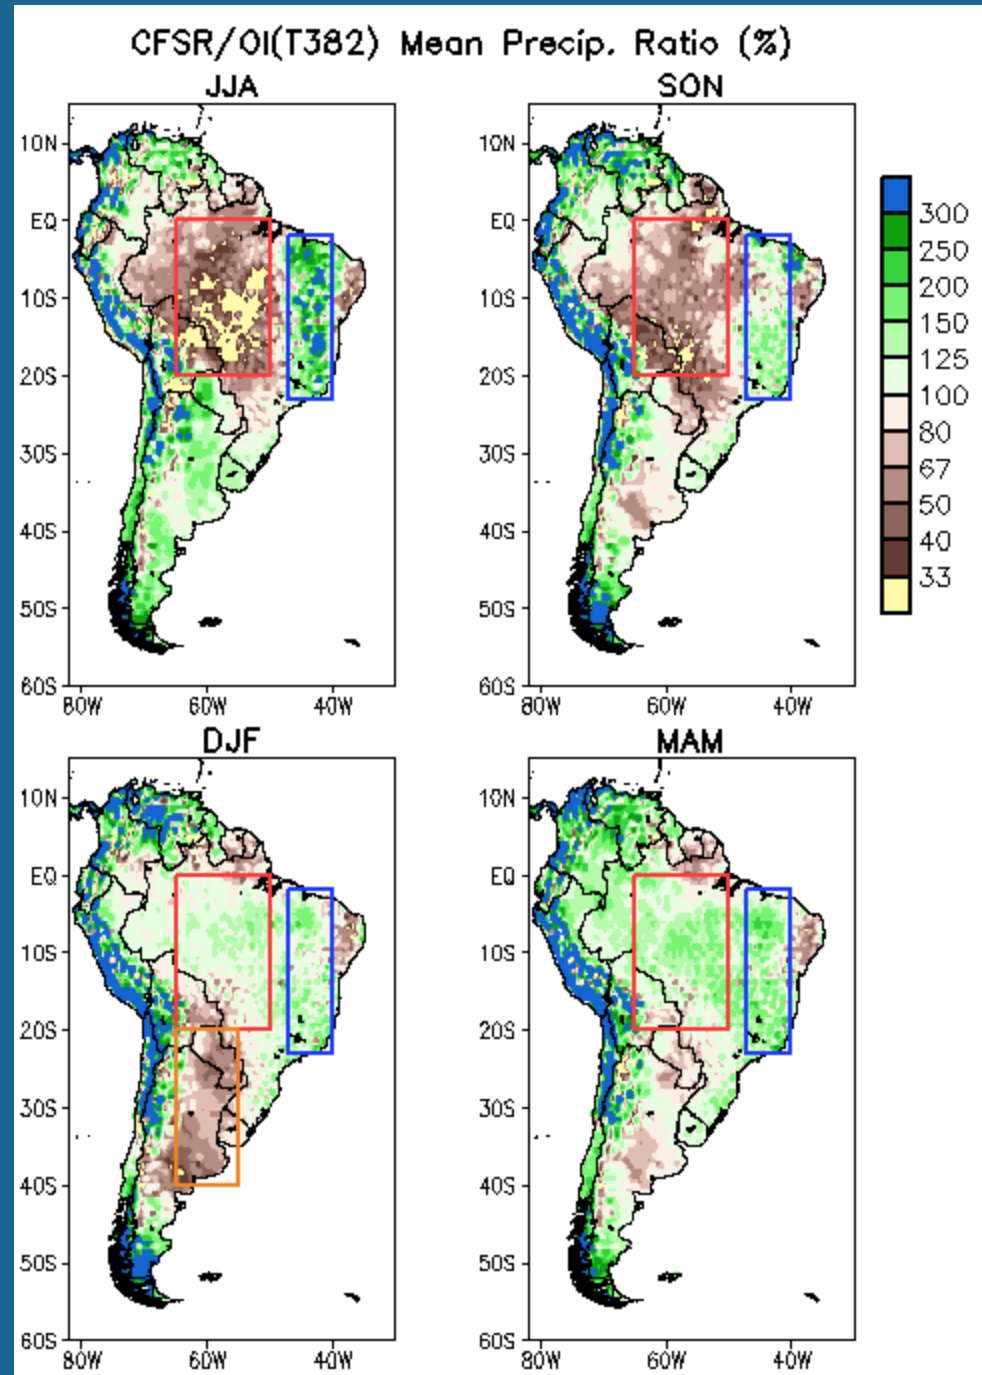 CFSR/OI(T382) Mean Precip. Ratio (%)
JJA
10N
EQ
10S
20S
30S
40S
50S
60S
80W 60W 40W
SON
10N
EQ
10S
20S
30S
40S
50S
60S
80W 60W 40W
300
250
200
150
125
100
80
67
50
40
33
DJF
10N
EQ
10S
20S
30S
40S
50S
60S
80W 60W 40W
MAM
10N
EQ
10S
20S
30S
40S
50S
60S
80W 60W 40W